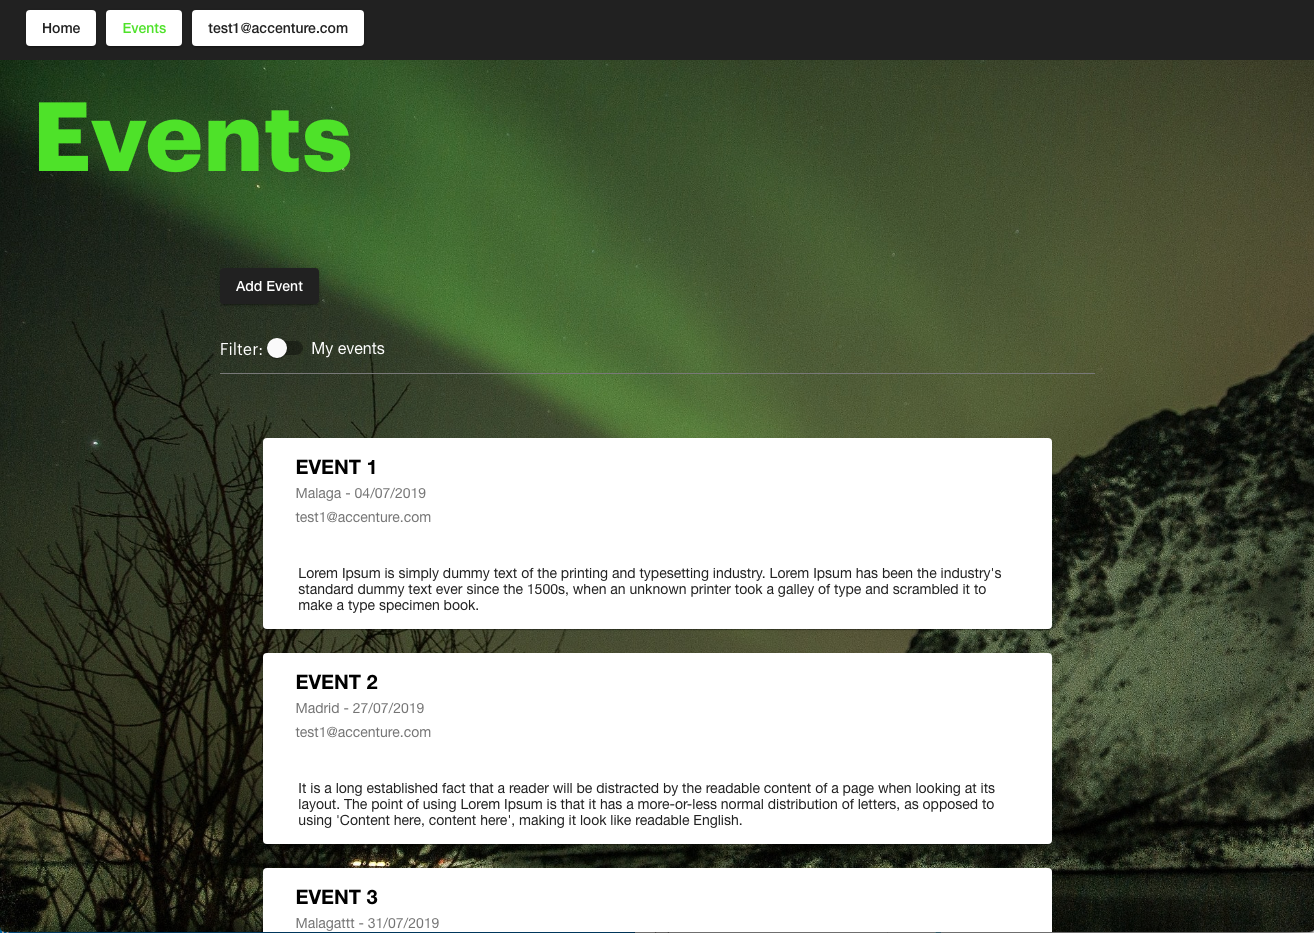 Home Events test1@accenture.com
Events
Add Event
Filter: My events
EVENT 1
Malaga - 04/07/2019
test1@accenture.com
Lorem Ipsum is simply dummy text of the printing and typesetting industry. Lorem Ipsum has been the industry's
standard dummy text ever since the 1500s, when an unknown printer took a galley of type and scrambled it to
make a type specimen book.
EVENT 2
Madrid - 27/07/2019
test1@accenture.com
It is a long established fact that a reader will be distracted by the readable content of a page when looking at its
layout. The point of using Lorem Ipsum is that it has a more-or-less normal distribution of letters, as opposed to
using 'Content here, content here', making it look like readable English.
EVENT 3
Malagattt - 31/07/2019